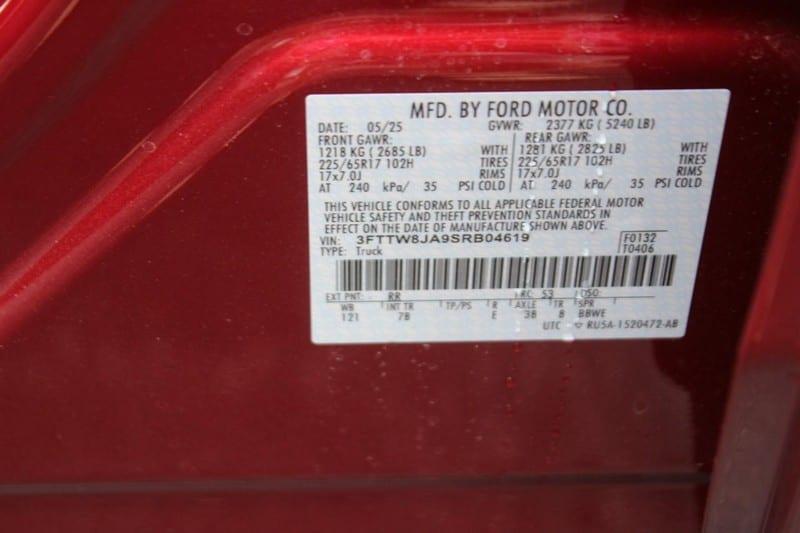 MFD. BY FORD MOTOR CO.
DATE: 05/25 GVWR: 2377 KG ( 5240 LB)
FRONT GAWR: REAR GAWR:
1218 KG ( 2685 LB) WITH 1281 KG ( 2825 LB) WITH
225/65R17 102H TIRES 225/65R17 102H TIRES
17x7.0J RIMS 17x7.0J RIMS
AT 240 kPa/ 35 PSI COLD AT 240 kPa/ 35 PSI COLD
THIS VEHICLE CONFORMS TO ALL APPLICABLE FEDERAL MOTOR
VEHICLE SAFETY AND THEFT PREVENTION STANDARDS IN
EFFECT ON THE DATE OF MANUFACTURE SHOWN ABOVE.
VIN: 3FTTW8JA9SRB04619 F0132
TYPE: Truck T0406
EXT PNT: RR RC: 53 DSO:
WB INT TR TP/PS R AXLE TR SPR
121 7B E 3B 8 BBWE
UTC RU5A-1520472-AB